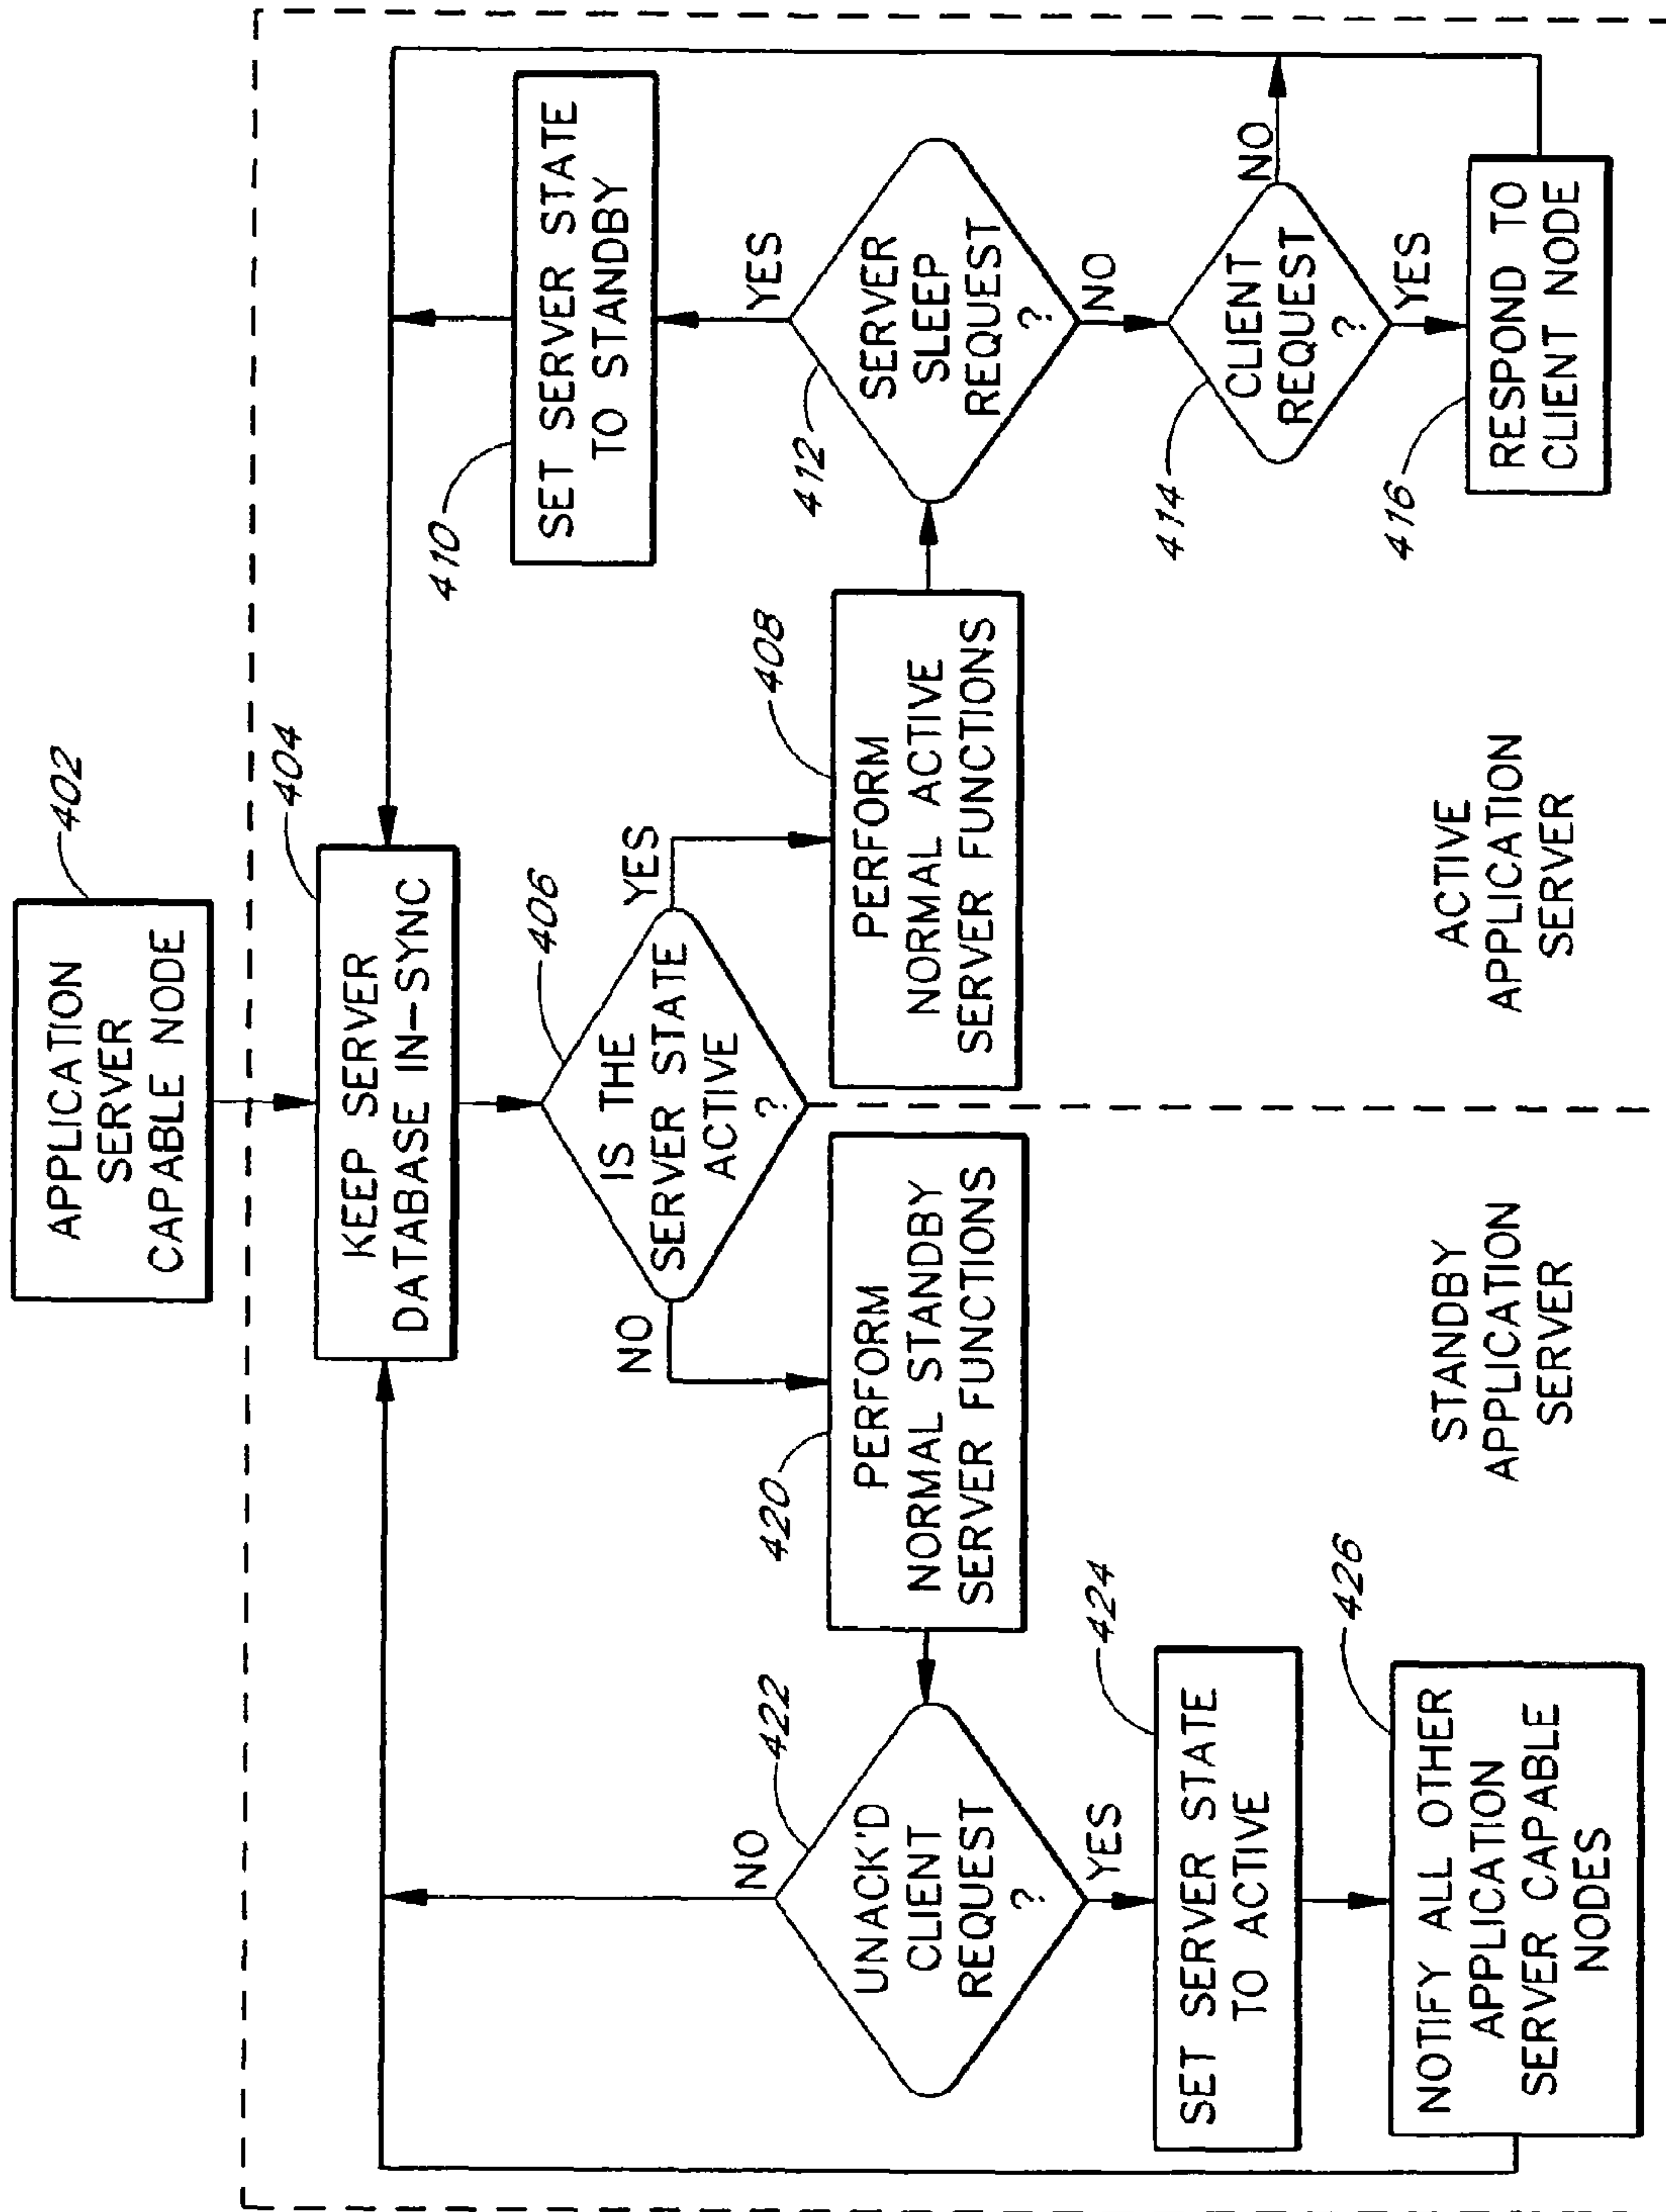 APPLICATION
SERVER
CAPABLE NODE
402
KEEP SERVER
DATABASE IN-SYNC
404
IS THE
SERVER STATE
ACTIVE
?
406
NO
YES
PERFORM
NORMAL STANDBY
SERVER FUNCTIONS
420
UNACK'D
CLIENT
REQUEST
?
422
NO
YES
SET SERVER STATE
TO ACTIVE
424
NOTIFY ALL OTHER
APPLICATION
SERVER CAPABLE
NODES
426
STANDBY
APPLICATION
SERVER
PERFORM
NORMAL ACTIVE
SERVER FUNCTIONS
408
SET SERVER STATE
TO STANDBY
410
YES
SERVER
SLEEP
REQUEST
?
412
NO
CLIENT
REQUEST
?
414
NO
YES
RESPOND TO
CLIENT NODE
416
ACTIVE
APPLICATION
SERVER